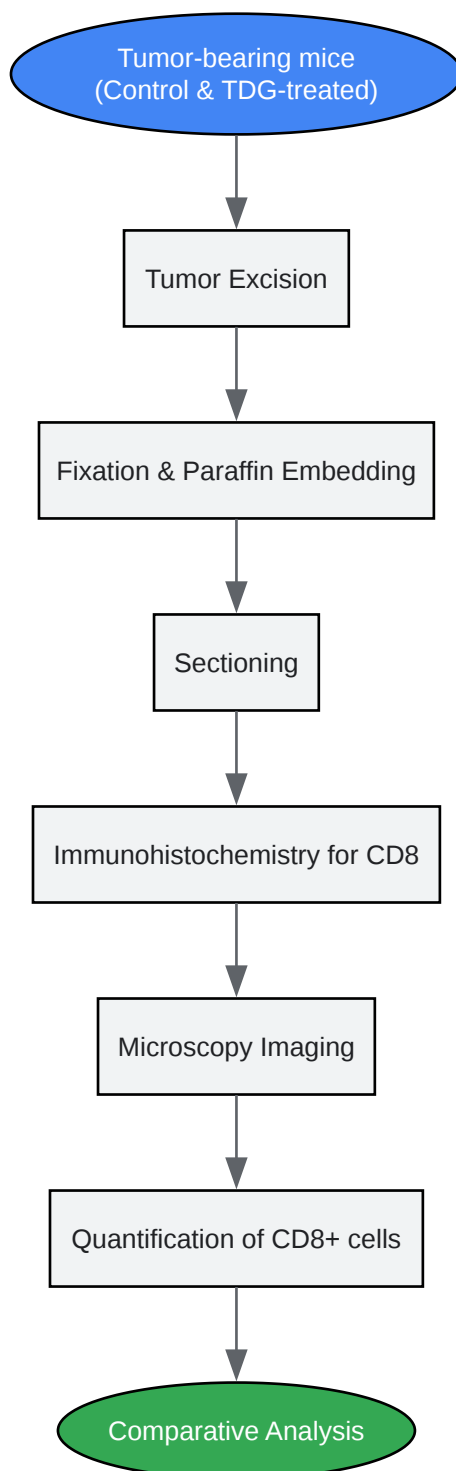 Tumor-bearing mice
(Control & TDG-treated)
Tumor Excision
Fixation & Paraffin Embedding
Sectioning
Immunohistochemistry for CD8
Microscopy Imaging
Quantification of CD8+ cells
Comparative Analysis